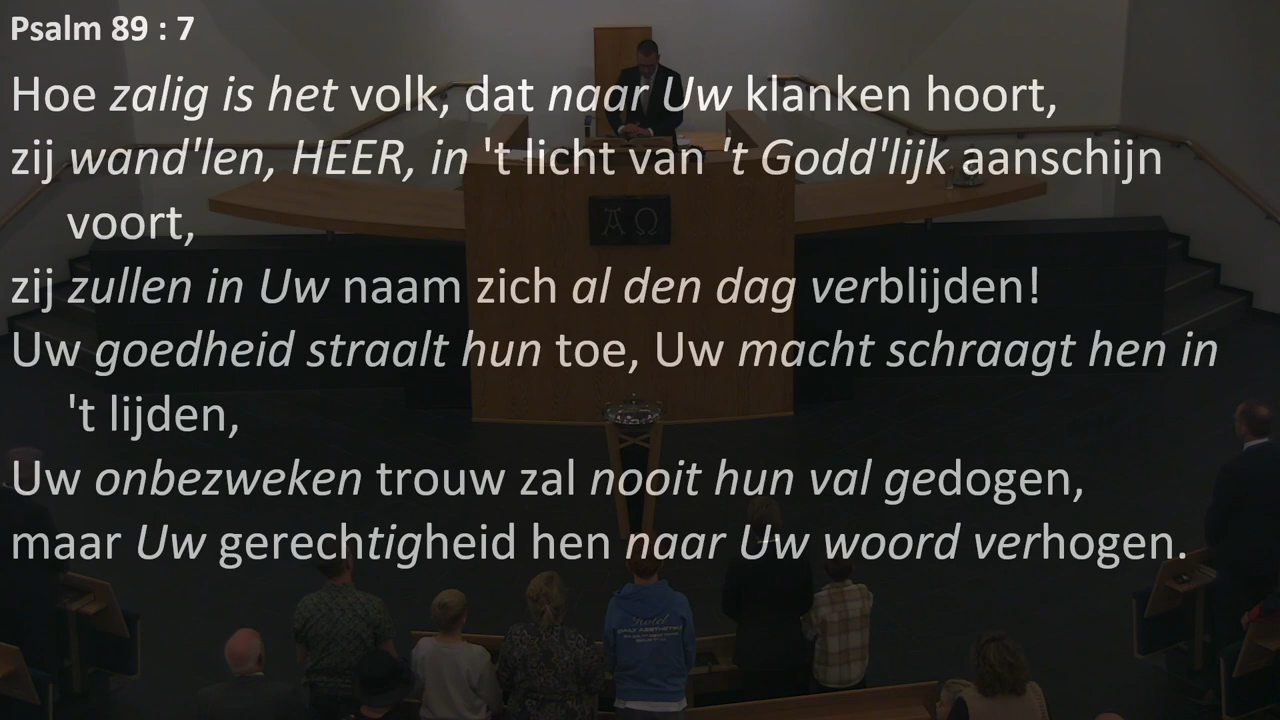 Psalm 89 : 7
Hoe zalig is het volk, dat naar Uw klanken hoort,
zij wand'len, HEER, in 't licht van 't Godd'lijk aanschijn
voort,
zij zullen in Uw naam zich al den dag verblijden!
Uw goedheid straalt hun toe, Uw macht schraagt hen in
't lijden,
Uw onbezweken trouw zal nooit hun val gedogen,
maar Uw gerechtigheid hen naar Uw woord verhogen.
ΑΩ